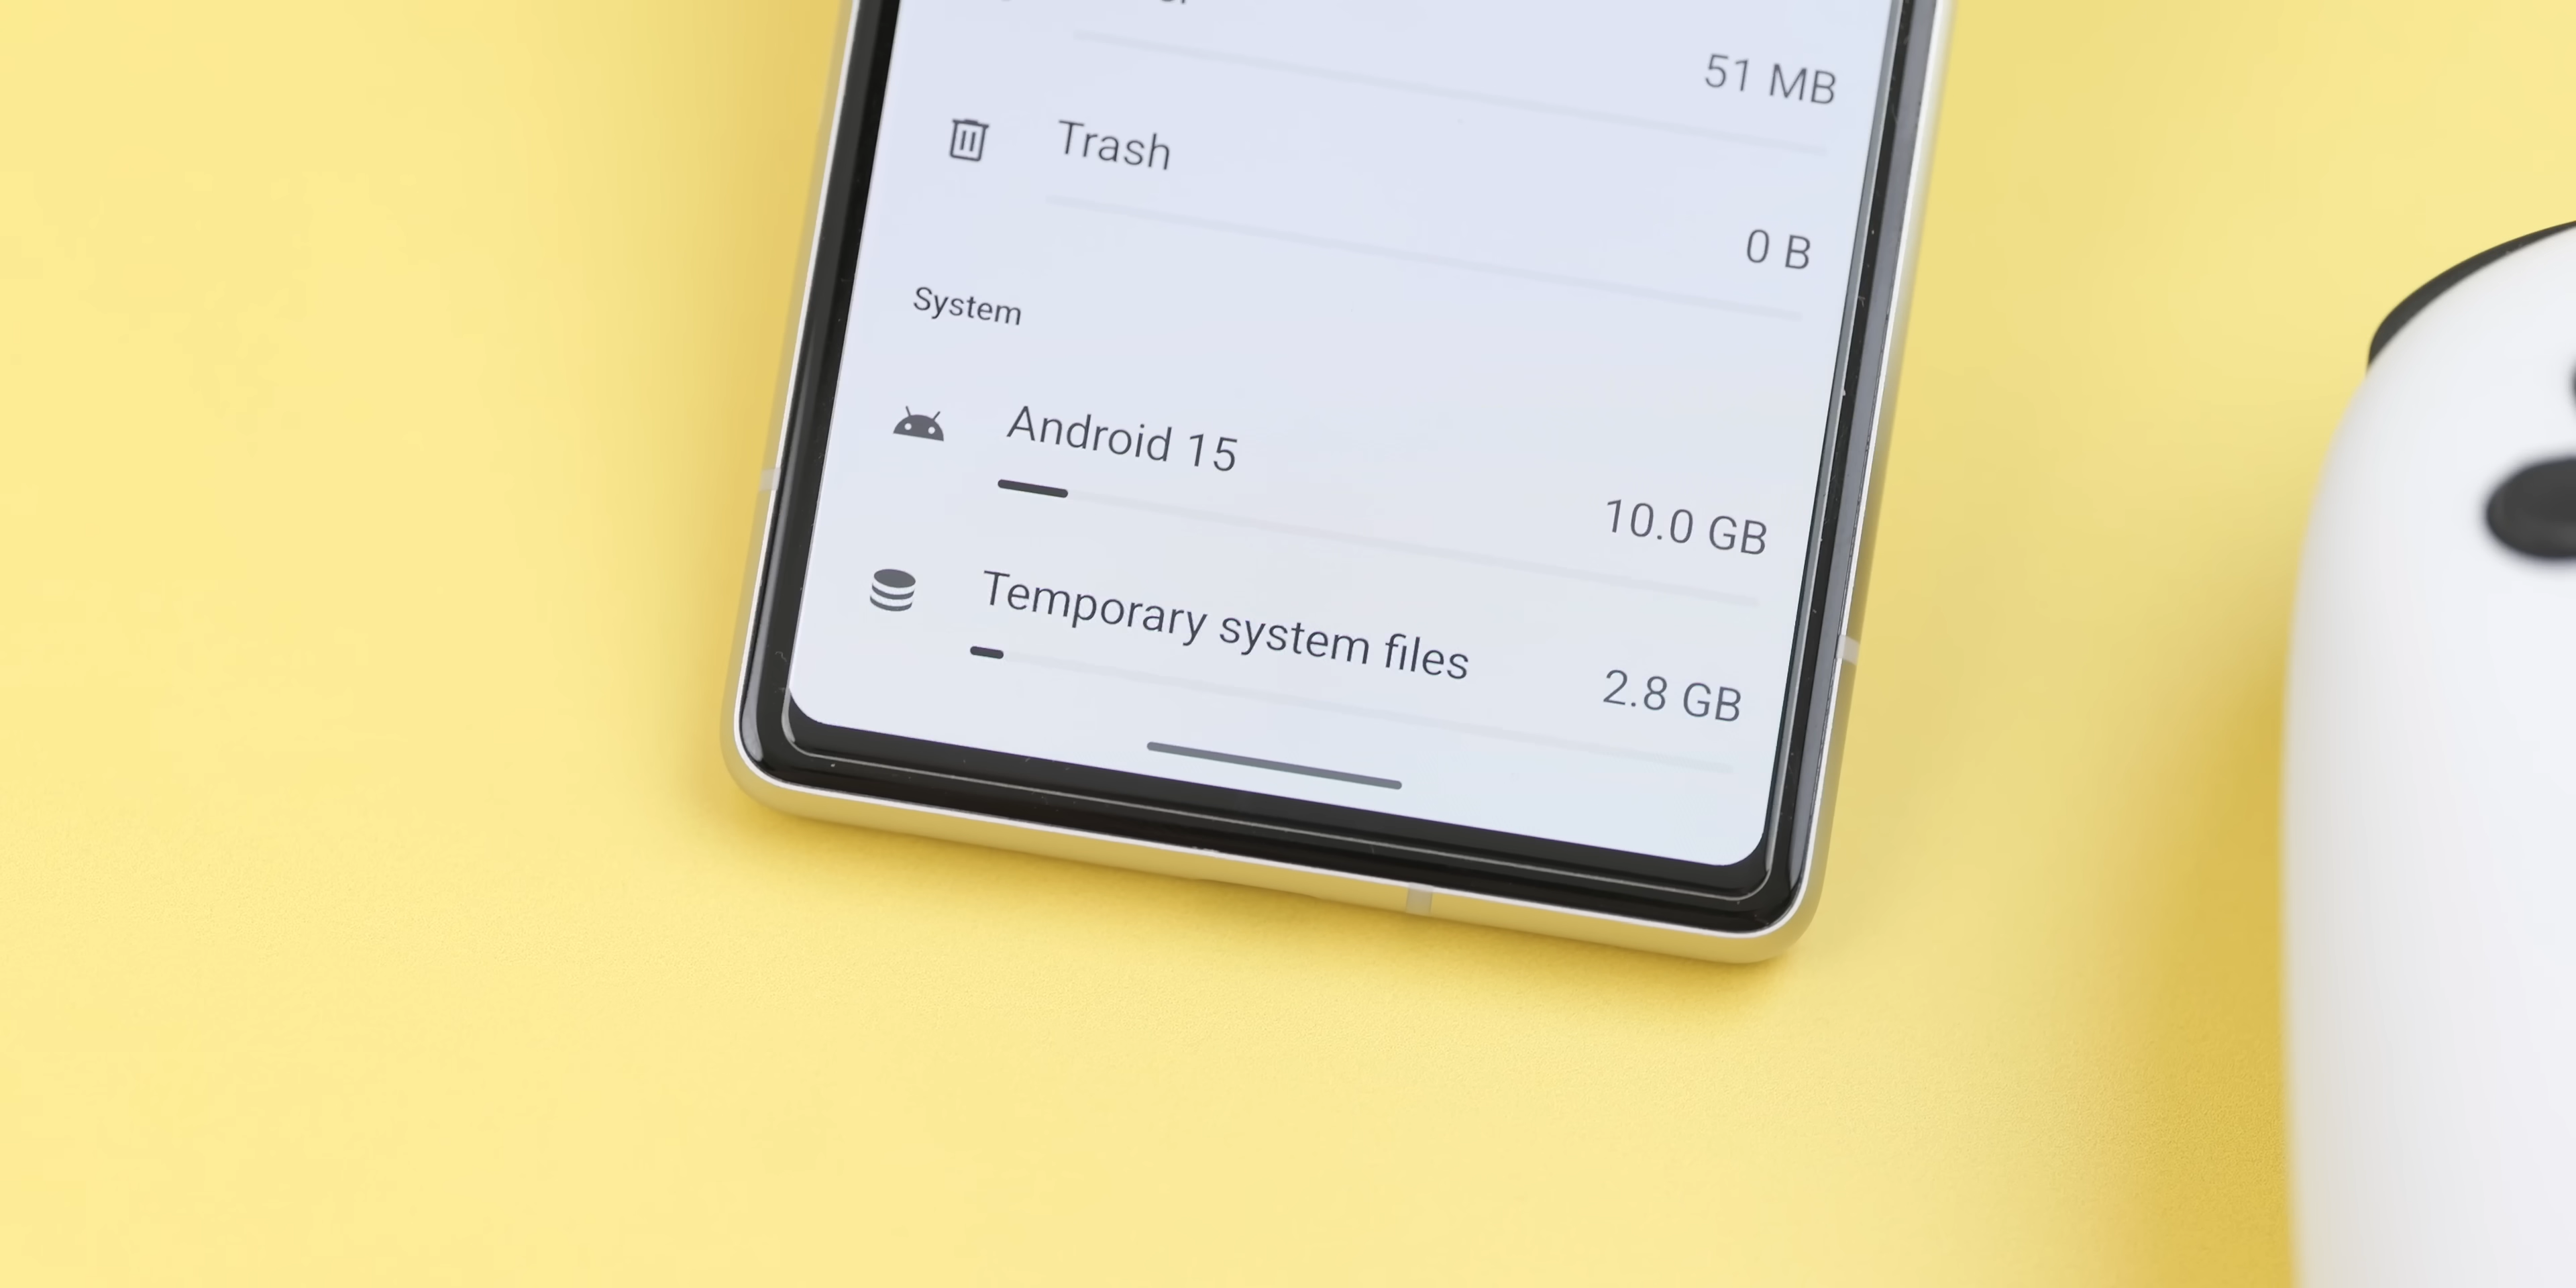 51 MB
Trash
0 B
System
Android 15
10.0 GB
Temporary system files
2.8 GB